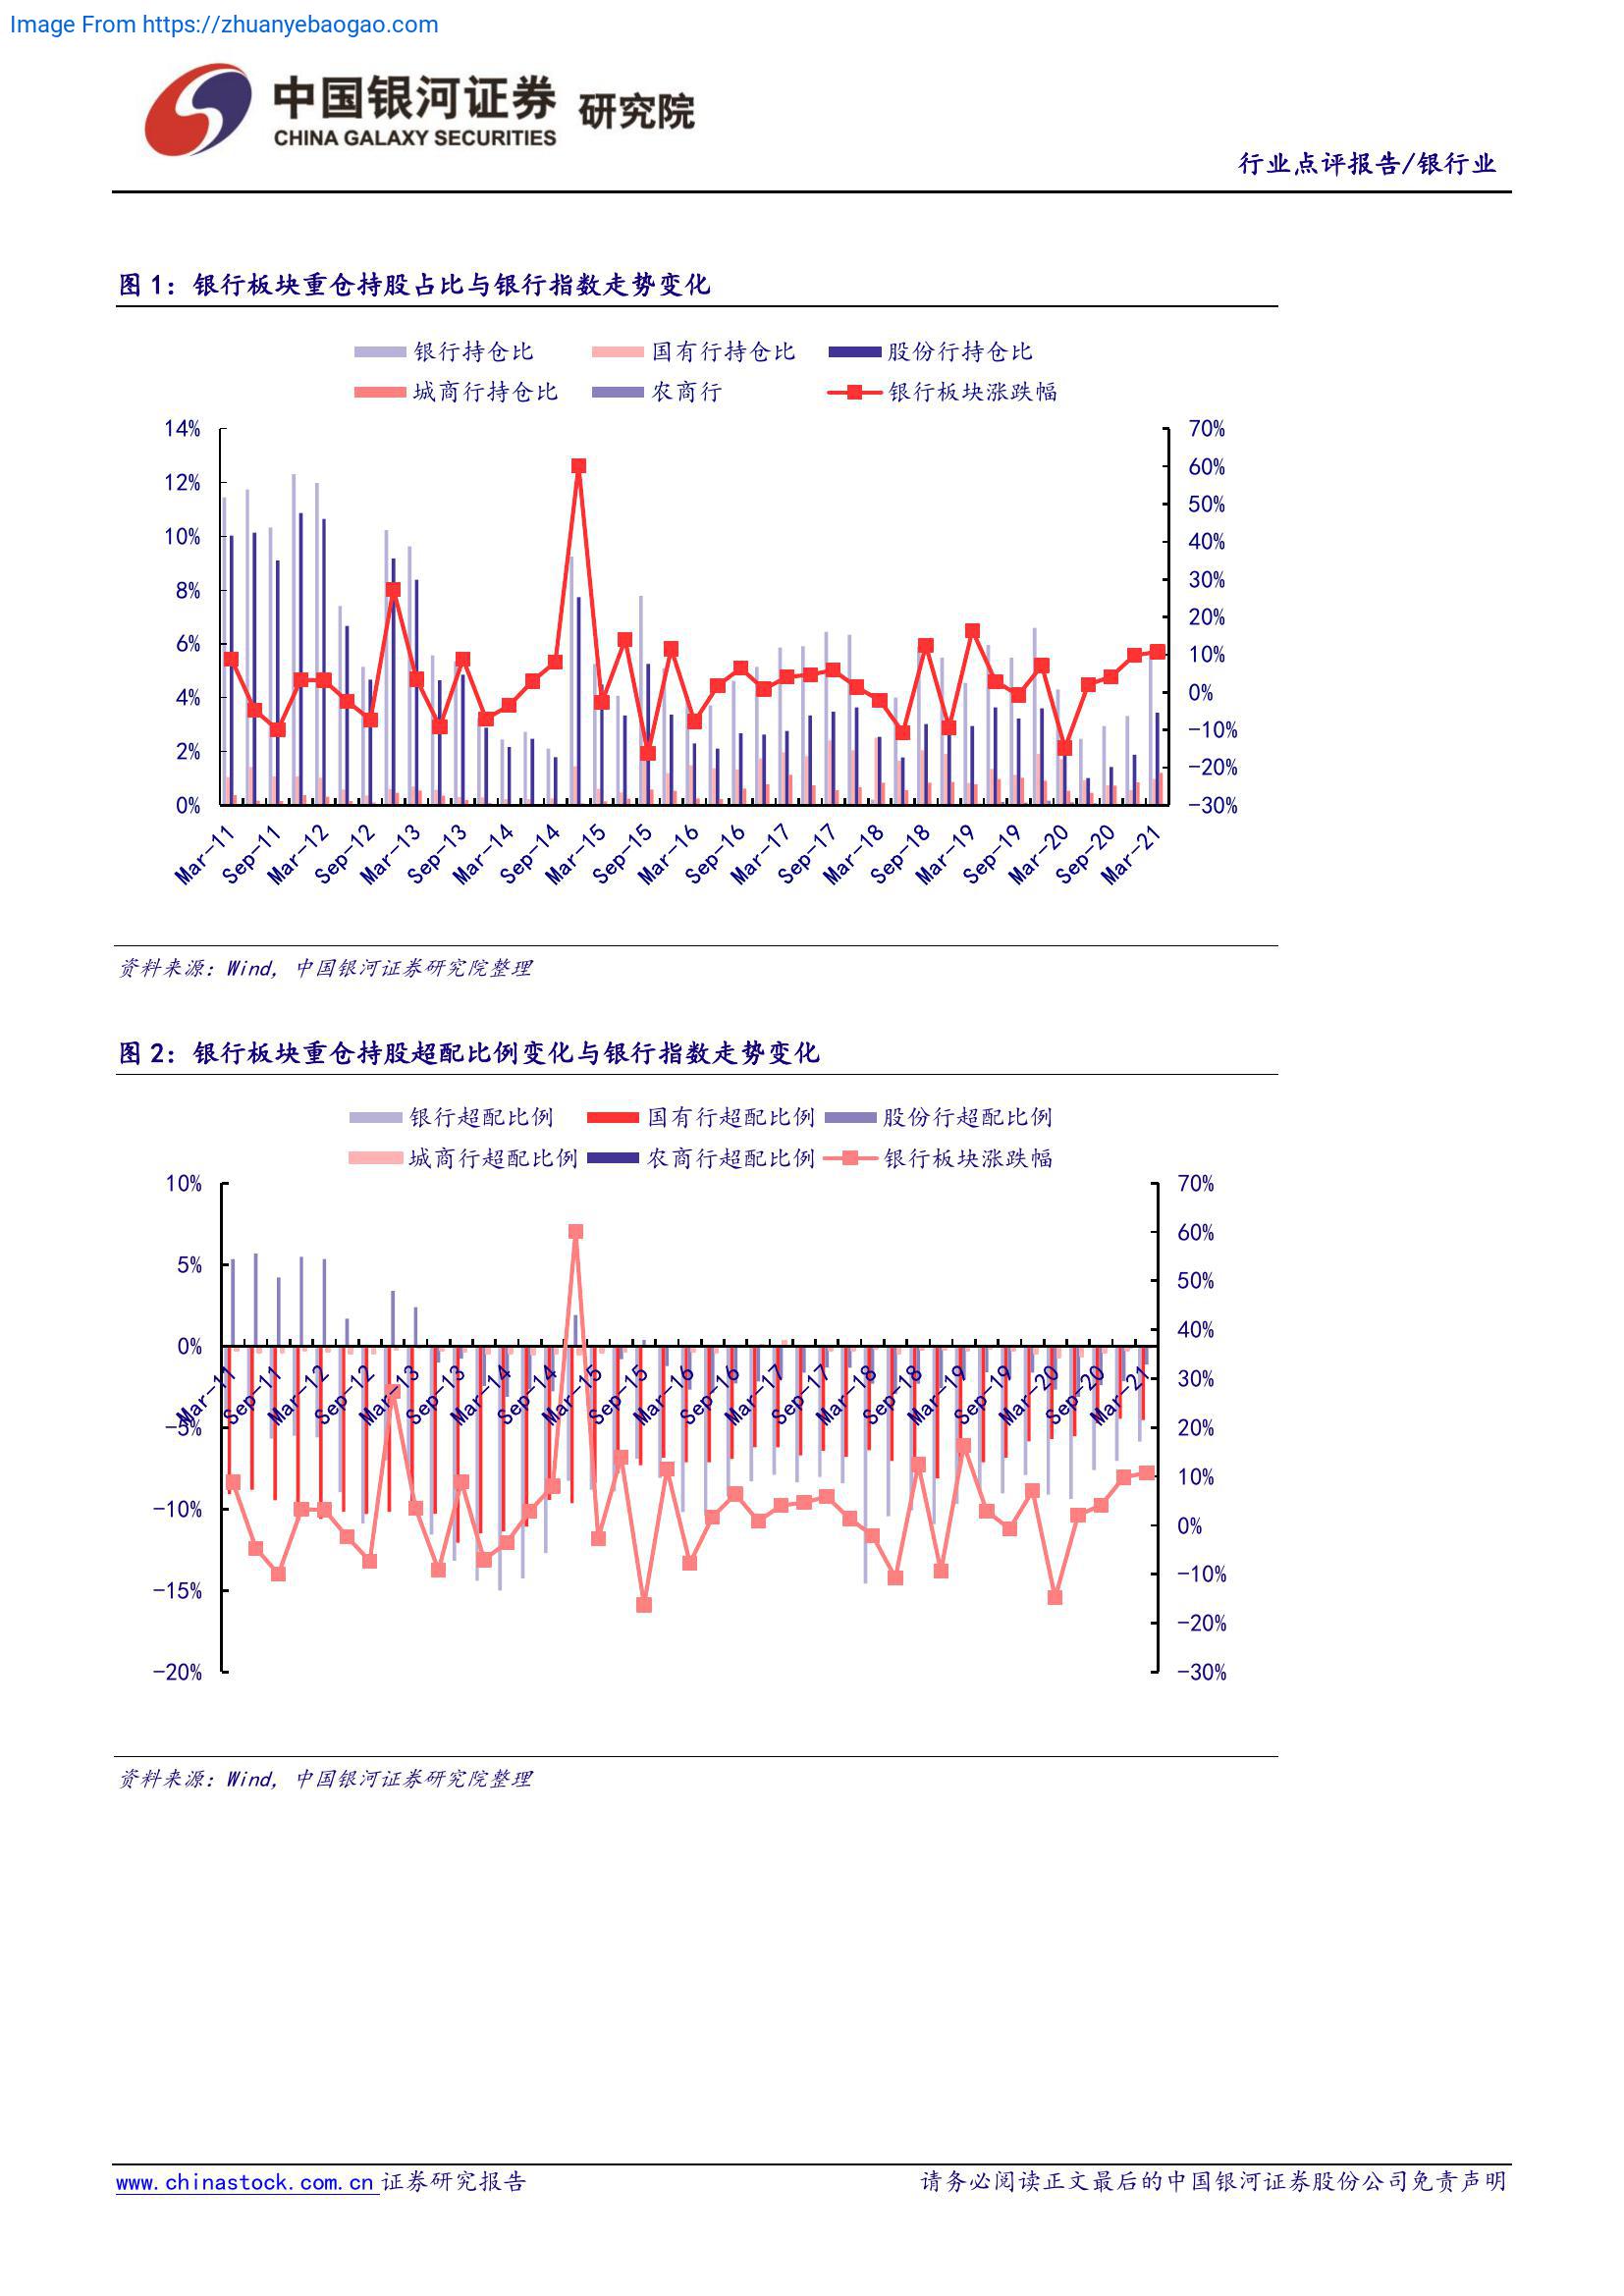 Image From https://zhuanyebaogao.com
中国银河证券 研究院
CHINA GALAXY SECURITIES
行业点评报告/银行业
图 1：银行板块重仓持股占比与银行指数走势变化
银行持仓比 国有行持仓比 股份行持仓比
城商行持仓比 农商行 银行板块涨跌幅
14% 70%
12% 60%
50%
10% 40%
8% 30%
6% 20%
10%
4% 0%
2% -10%
-20%
0% -30%
Mar-11 Sep-11 Mar-12 Sep-12 Mar-13 Sep-13 Mar-14 Sep-14 Mar-15 Sep-15 Mar-16 Sep-16 Mar-17 Sep-17 Mar-18 Sep-18 Mar-19 Sep-19 Mar-20 Sep-20 Mar-21
资料来源：Wind, 中国银河证券研究院整理
图 2：银行板块重仓持股超配比例变化与银行指数走势变化
银行超配比例 国有行超配比例 股份行超配比例
城商行超配比例 农商行超配比例 银行板块涨跌幅
10% 70%
60%
5% 50%
0% 40%
30%
Mar-11 Sep-11 Mar-12 Sep-12 Mar-13 Sep-13 Mar-14 Sep-14 Mar-15 Sep-15 Mar-16 Sep-16 Mar-17 Sep-17 Mar-18 Sep-18 Mar-19 Sep-19 Mar-20 Sep-20 Mar-21
-5% 20%
10%
-10% 0%
-15% -10%
-20%
-20% -30%
资料来源：Wind, 中国银河证券研究院整理
www.chinastock.com.cn 证券研究报告 请务必阅读正文最后的中国银河证券股份公司免责声明